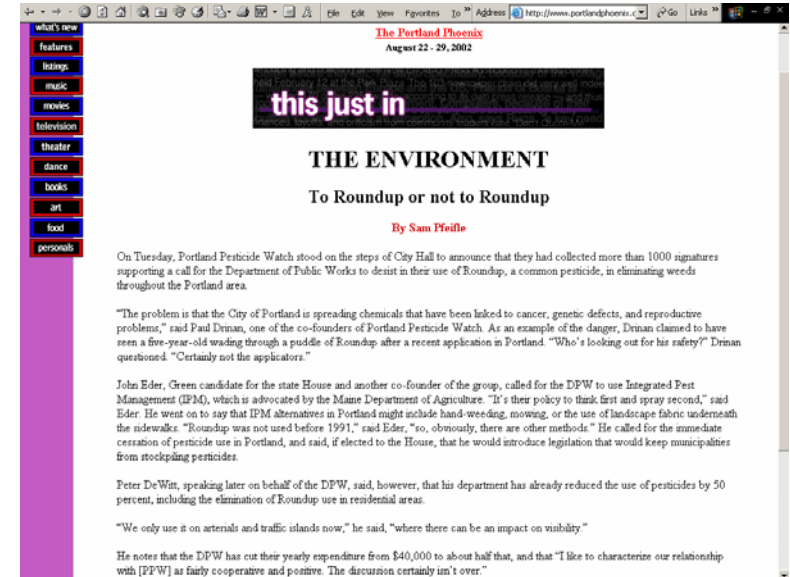 File Edit View Favorites To » Address http://www.portlandphoenix.c Go Links »
what's new
features
listings
music
movies
television
theater
dance
books
art
food
personals
The Portland Phoenix
August 22 - 29, 2002
this just in
THE ENVIRONMENT
To Roundup or not to Roundup
By Sam Pfeifle
On Tuesday, Portland Pesticide Watch stood on the steps of City Hall to announce that they had collected more than 1000 signatures
supporting a call for the Department of Public Works to desist in their use of Roundup, a common pesticide, in eliminating weeds
throughout the Portland area.
“The problem is that the City of Portland is spreading chemicals that have been linked to cancer, genetic defects, and reproductive
problems,” said Paul Drinan, one of the co-founders of Portland Pesticide Watch. As an example of the danger, Drinan claimed to have
seen a five-year-old wading through a puddle of Roundup after a recent application in Portland. “Who's looking out for his safety?” Drinan
questioned. “Certainly not the applicators.”
John Eder, Green candidate for the state House and another co-founder of the group, called for the DPW to use Integrated Pest
Management (IPM), which is advocated by the Maine Department of Agriculture. “It's their policy to think first and spray second,” said
Eder. He went on to say that IPM alternatives in Portland might include hand-weeding, mowing, or the use of landscape fabric underneath
the sidewalks. “Roundup was not used before 1991,” said Eder, “so, obviously, there are other methods.” He called for the immediate
cessation of pesticide use in Portland, and said, if elected to the House, that he would introduce legislation that would keep municipalities
from stockpiling pesticides.
Peter DeWitt, speaking later on behalf of the DPW, said, however, that his department has already reduced the use of pesticides by 50
percent, including the elimination of Roundup use in residential areas.
“We only use it on arterials and traffic islands now,” he said, “where there can be an impact on visibility.”
He notes that the DPW has cut their yearly expenditure from $40,000 to about half that, and that “I like to characterize our relationship
with [PPW] as fairly cooperative and positive. The discussion certainly isn't over.”